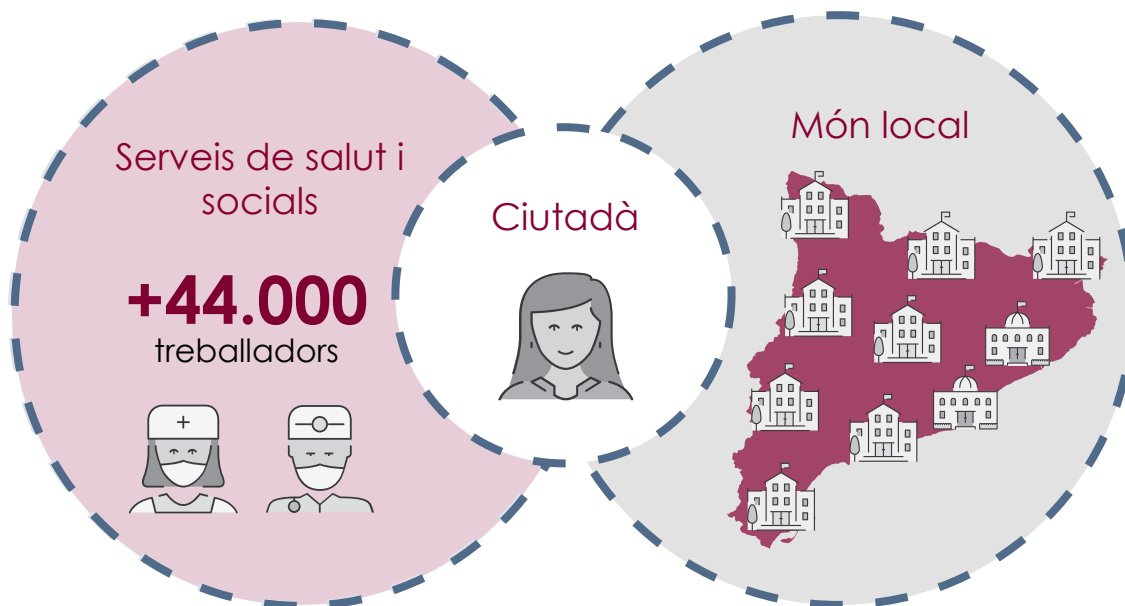 Serveis de salut i
socials
+44.000
treballadors
Ciutadà
Món local